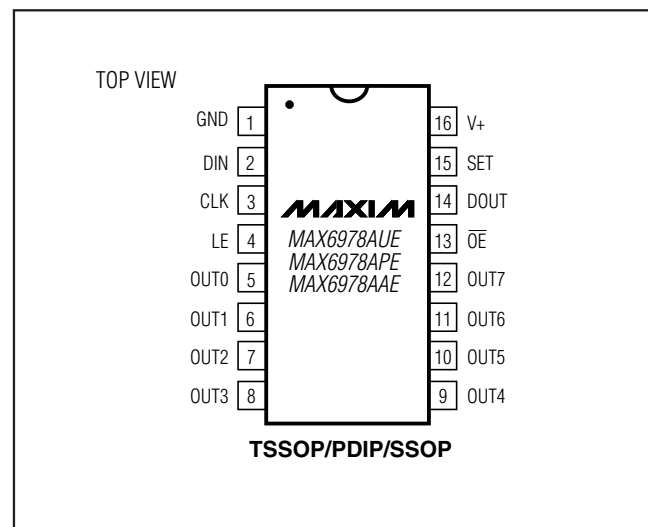 TOP VIEW
GND 1
DIN 2
CLK 3
LE 4
OUT0 5
OUT1 6
OUT2 7
OUT3 8
MAXIM
MAX6978AUE
MAX6978APE
MAX6978AAE
16 V+
15 SET
14 DOUT
13 O̅E̅
12 OUT7
11 OUT6
10 OUT5
9 OUT4
TSSOP/PDIP/SSOP